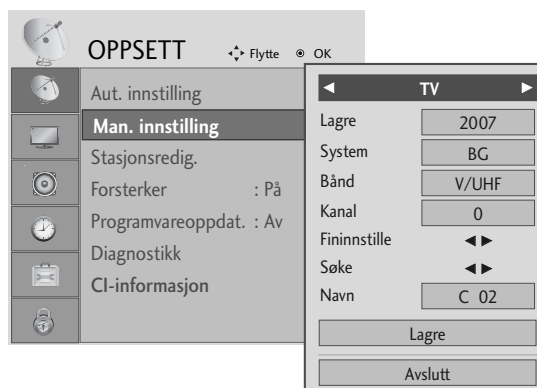 OPPSETT Flytte OK
Aut. innstilling
Man. innstilling
Stasjonsredig.
Forsterker : På
Programvareoppdat. : Av
Diagnostikk
CI-informasjon
TV
Lagre 2007
System BG
Bånd V/UHF
Kanal 0
Fininnstille
Søke
Navn C 02
Lagre
Avslutt